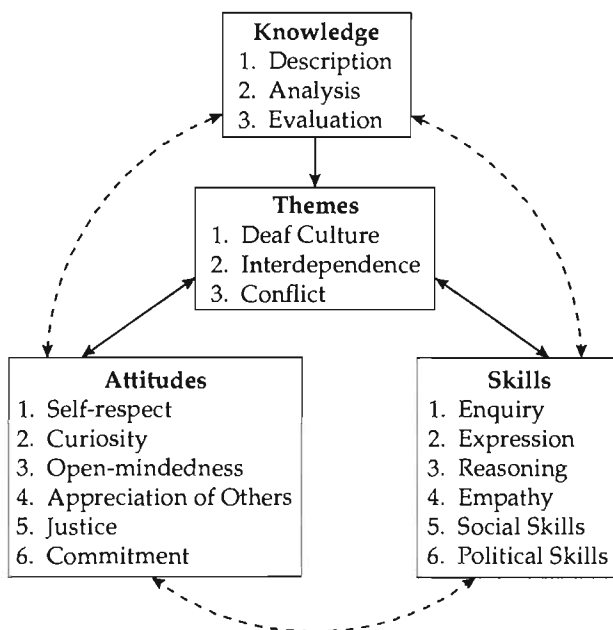 Knowledge
1. Description
2. Analysis
3. Evaluation
Themes
1. Deaf Culture
2. Interdependence
3. Conflict
Attitudes
1. Self-respect
2. Curiosity
3. Open-mindedness
4. Appreciation of Others
5. Justice
6. Commitment
Skills
1. Enquiry
2. Expression
3. Reasoning
4. Empathy
5. Social Skills
6. Political Skills